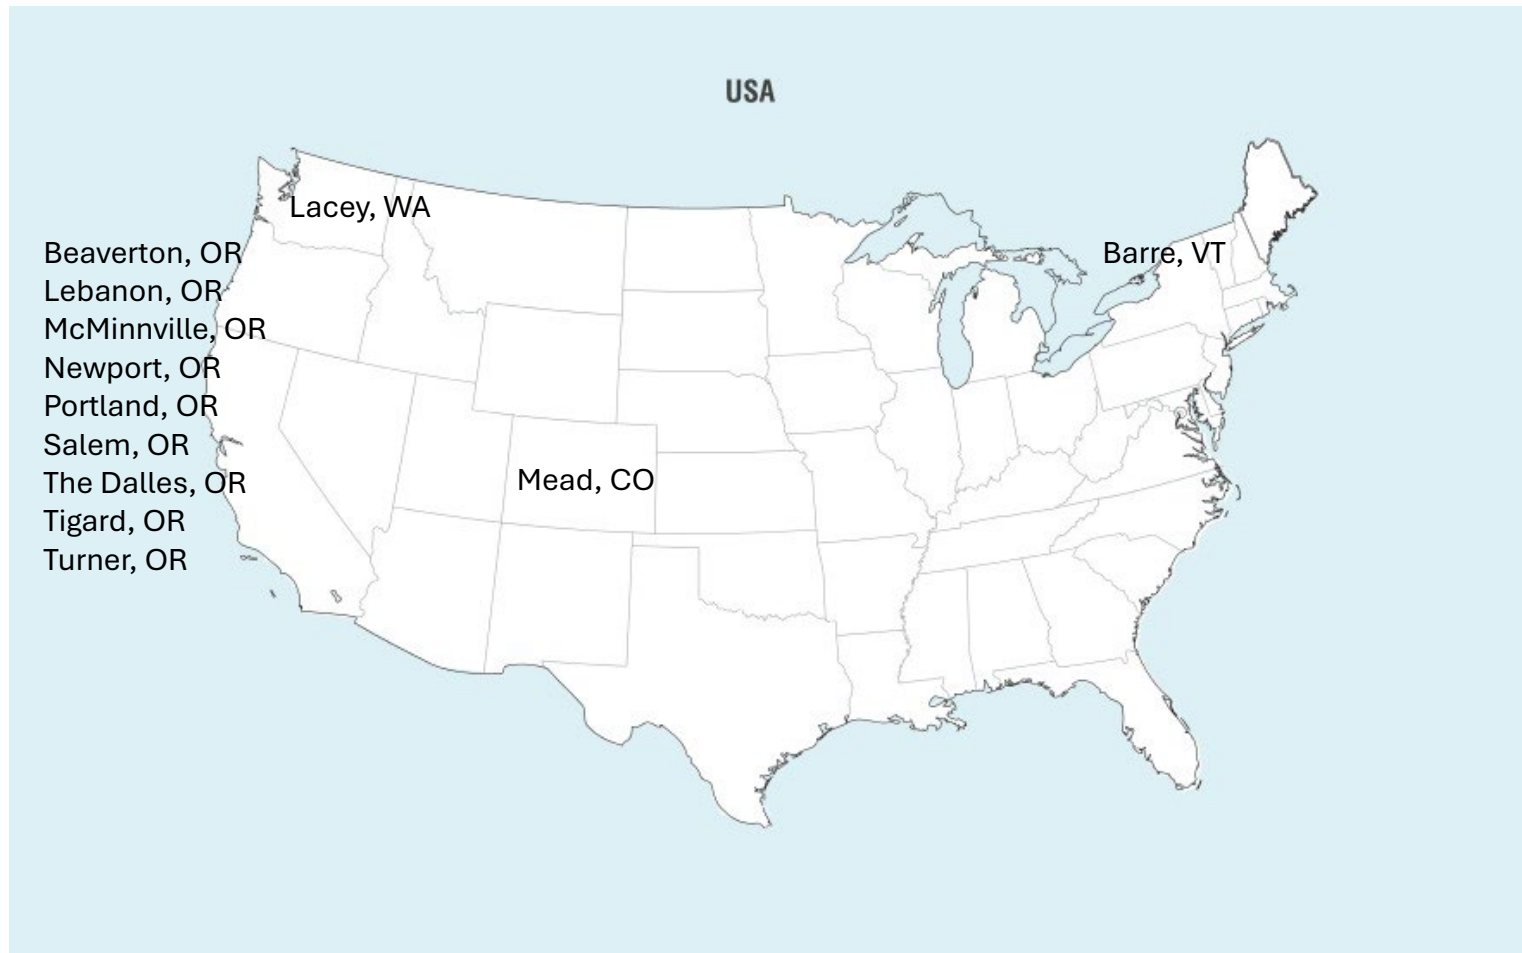 USA
Lacey, WA
Beaverton, OR
Barre, VT
Lebanon, OR
McMinnville, OR
Newport, OR
Portland, OR
Salem, OR
The Dalles, OR
Mead, CO
Tigard, OR
Turner, OR